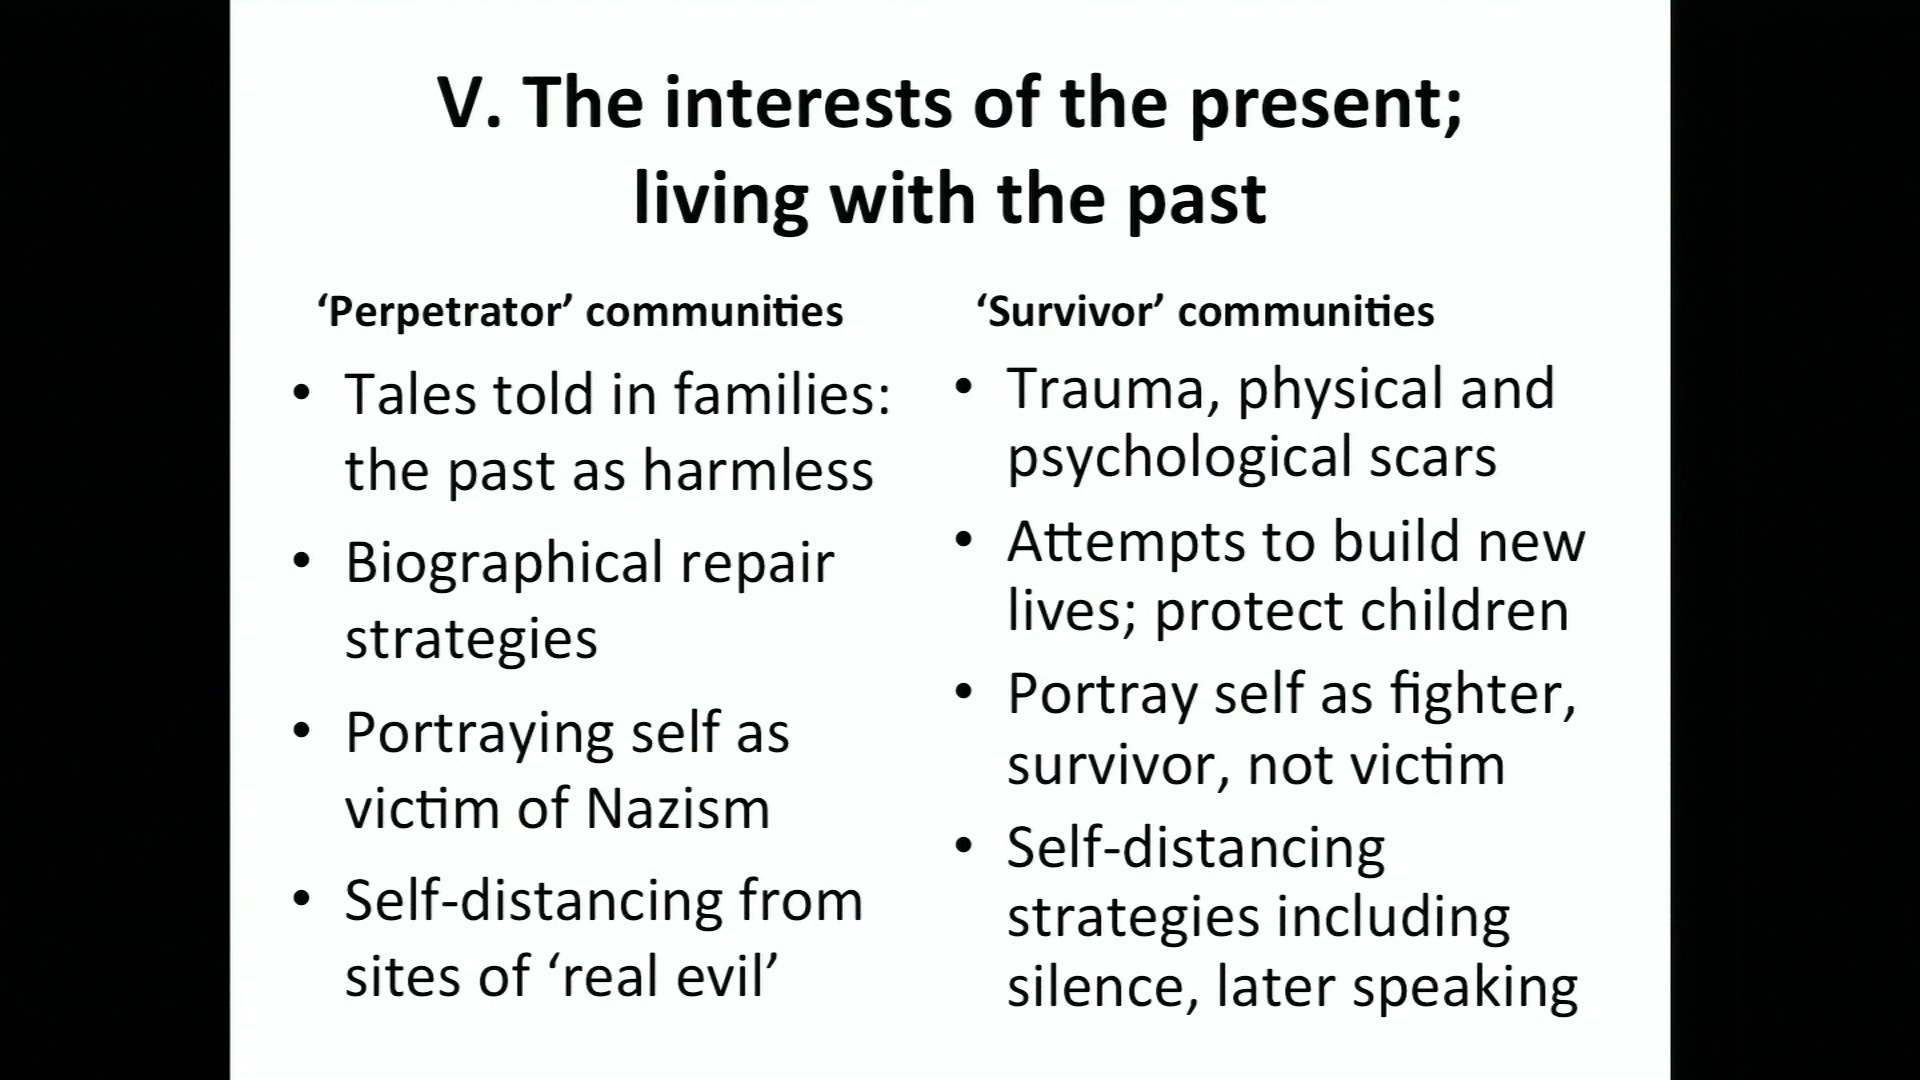 V. The interests of the present;
living with the past
‘Perpetrator’ communities
• Tales told in families:
the past as harmless
• Biographical repair
strategies
• Portraying self as
victim of Nazism
• Self-distancing from
sites of ‘real evil’
‘Survivor’ communities
• Trauma, physical and
psychological scars
• Attempts to build new
lives; protect children
• Portray self as fighter,
survivor, not victim
• Self-distancing
strategies including
silence, later speaking